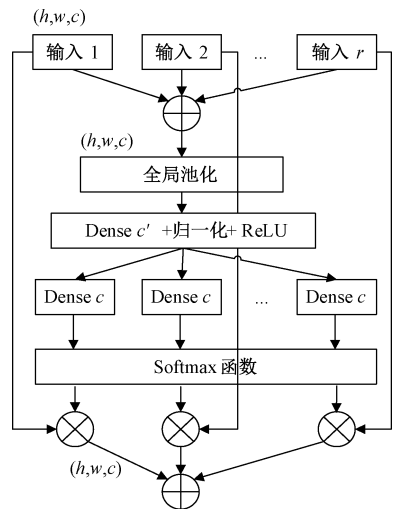 (h,w,c)
输入 1 输入 2 ... 输入 r
(h,w,c)
全局池化
Dense c′ +归一化+ ReLU
Dense c Dense c ... Dense c
Softmax 函数
(h,w,c)